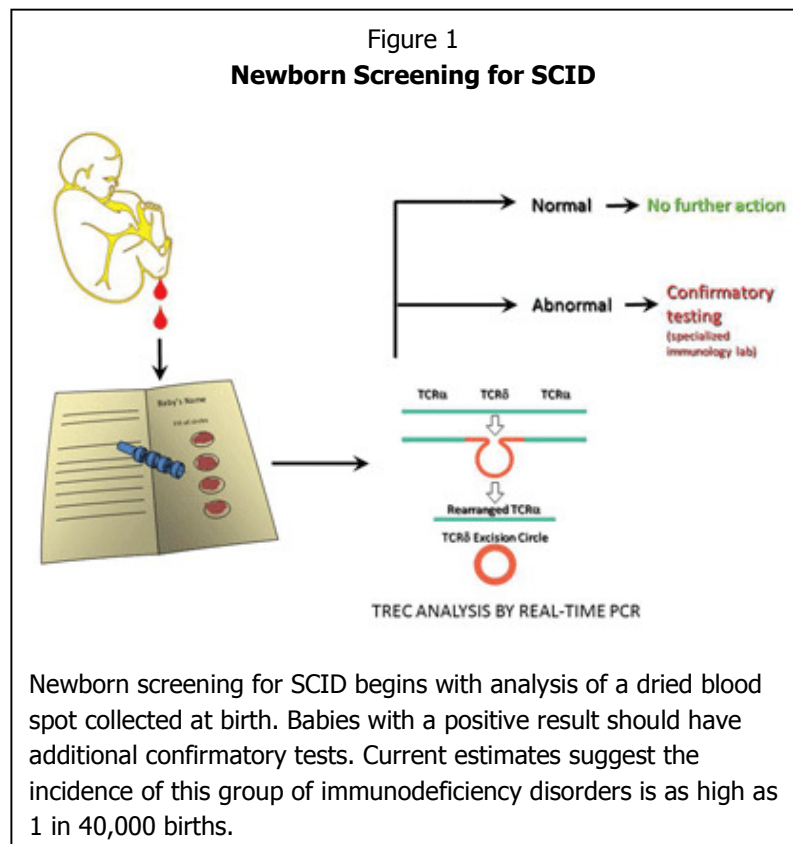 Figure 1
Newborn Screening for SCID
Normal
No further action
Abnormal
Confirmatory
testing
(specialized
immunology lab)
Baby's Name
Fill all circles
TCRα TCRδ TCRα
Rearranged TCRα
TCRδ Excision Circle
TREC ANALYSIS BY REAL-TIME PCR
Newborn screening for SCID begins with analysis of a dried blood
spot collected at birth. Babies with a positive result should have
additional confirmatory tests. Current estimates suggest the
incidence of this group of immunodeficiency disorders is as high as
1 in 40,000 births.